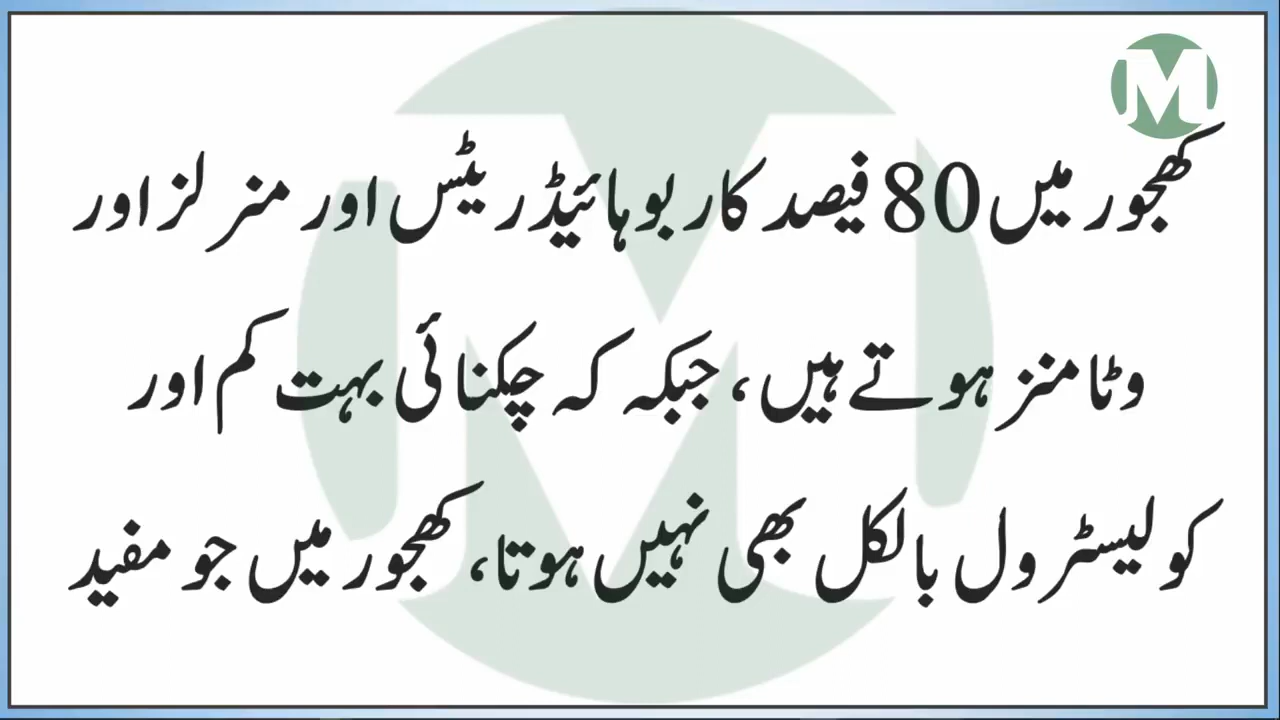 کھجور میں 80 فیصد کاربوہائیڈریٹس اور منرلز اور
وٹامنز ہوتے ہیں، جبکہ کہ چکنائی بہت کم اور
کولیسٹرول بالکل بھی نہیں ہوتا، کھجور میں جو مفید
M